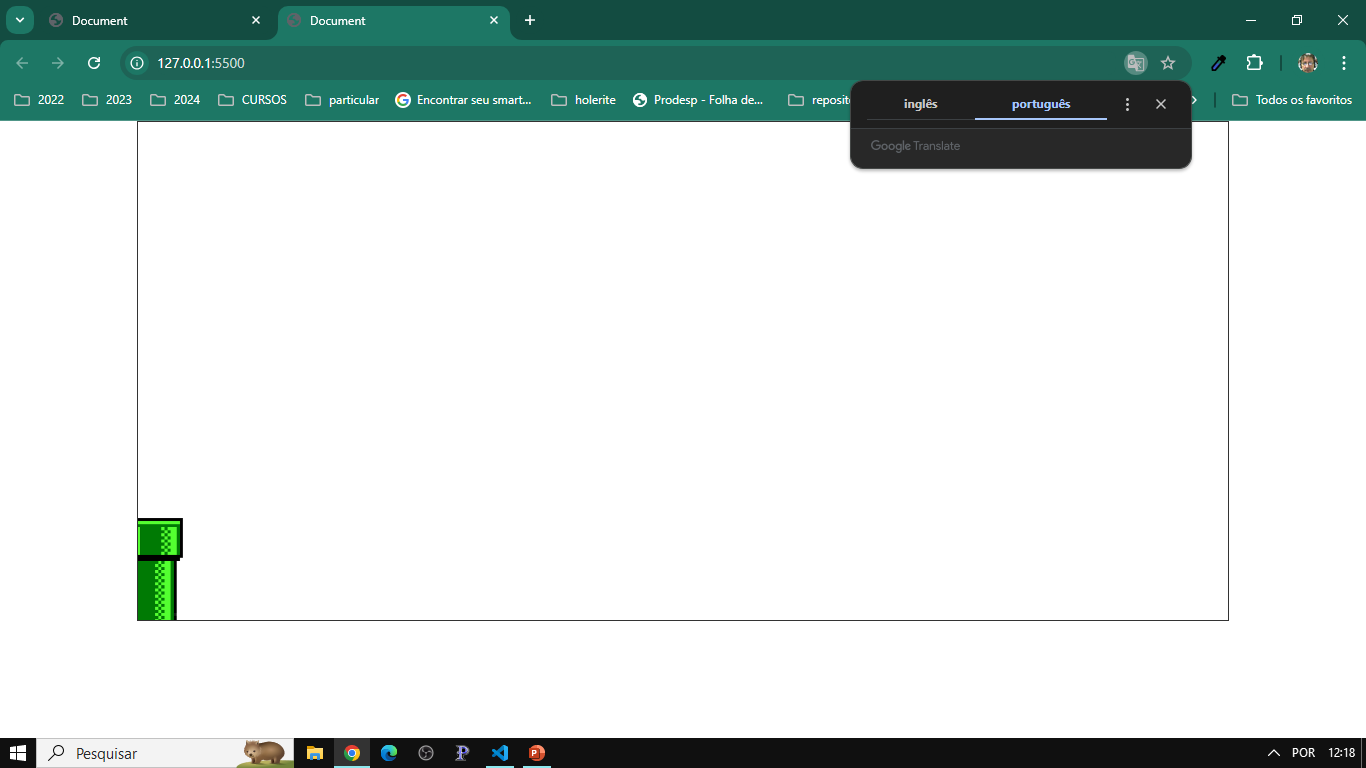 Document
Document
127.0.0.1:5500
2022
2023
2024
CURSOS
particular
Encontrar seu smart...
holerite
Prodesp - Folha de...
reposit
Todos os favoritos
inglês
português
Google Translate
Pesquisar
POR
12:18